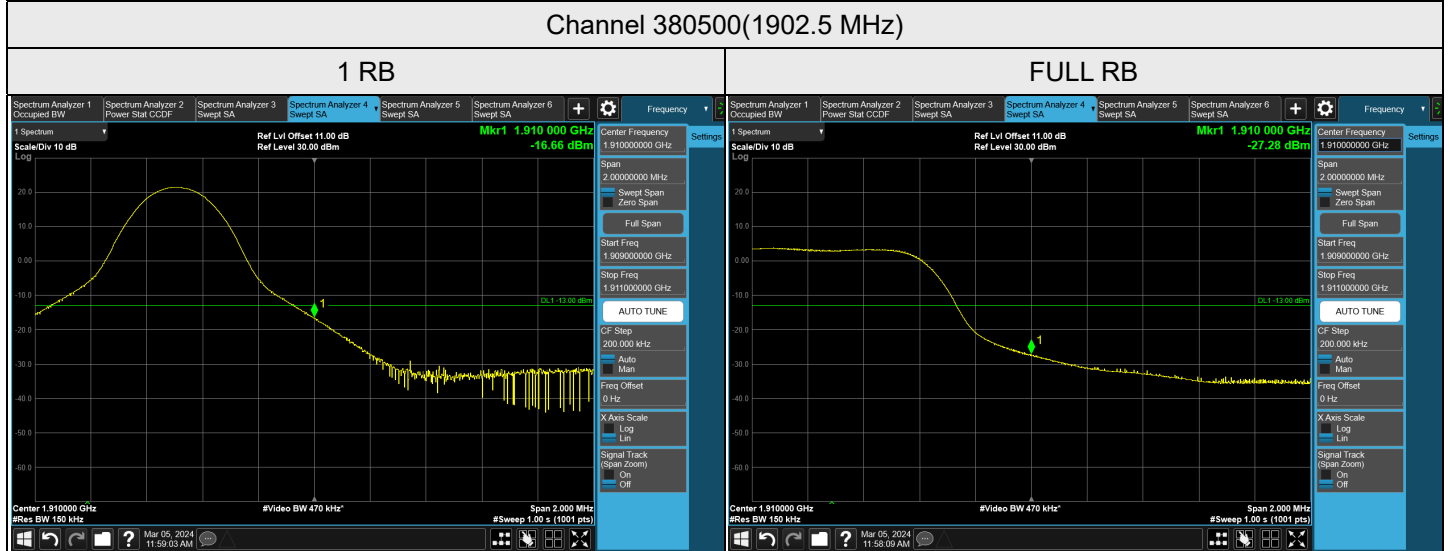 Channel 380500(1902.5 MHz)
1 RB
FULL RB
Spectrum Analyzer 1
Occupied BW
Spectrum Analyzer 2
Power Stat CCDF
Spectrum Analyzer 3
Swept SA
Spectrum Analyzer 4
Swept SA
Spectrum Analyzer 5
Swept SA
Spectrum Analyzer 6
Swept SA
+
Frequency
Settings
1 Spectrum
Scale/Div 10 dB
Log
Ref Lvl Offset 11.00 dB
Ref Level 30.00 dBm
Mkr1 1.910 000 GHz
-16.66 dBm
20.0
10.0
0.00
-10.0
-20.0
-30.0
-40.0
-50.0
-60.0
1
DL1 -13.00 dBm
Center 1.910000 GHz
#Res BW 150 kHz
#Video BW 470 kHz*
Span 2.000 MHz
#Sweep 1.00 s (1001 pts)
Center Frequency
1.910000000 GHz
Span
2.00000000 MHz
Swept Span
Zero Span
Full Span
Start Freq
1.909000000 GHz
Stop Freq
1.911000000 GHz
AUTO TUNE
CF Step
200.000 kHz
Auto
Man
Freq Offset
0 Hz
X Axis Scale
Log
Lin
Signal Track
(Span Zoom)
On
Off
?
Mar 05, 2024
11:59:03 AM
Spectrum Analyzer 1
Occupied BW
Spectrum Analyzer 2
Power Stat CCDF
Spectrum Analyzer 3
Swept SA
Spectrum Analyzer 4
Swept SA
Spectrum Analyzer 5
Swept SA
Spectrum Analyzer 6
Swept SA
+
Frequency
Settings
1 Spectrum
Scale/Div 10 dB
Log
Ref Lvl Offset 11.00 dB
Ref Level 30.00 dBm
Mkr1 1.910 000 GHz
-27.28 dBm
20.0
10.0
0.00
-10.0
-20.0
-30.0
-40.0
-50.0
-60.0
1
DL1 -13.00 dBm
Center 1.910000 GHz
#Res BW 150 kHz
#Video BW 470 kHz*
Span 2.000 MHz
#Sweep 1.00 s (1001 pts)
Center Frequency
1.910000000 GHz
Span
2.00000000 MHz
Swept Span
Zero Span
Full Span
Start Freq
1.909000000 GHz
Stop Freq
1.911000000 GHz
AUTO TUNE
CF Step
200.000 kHz
Auto
Man
Freq Offset
0 Hz
X Axis Scale
Log
Lin
Signal Track
(Span Zoom)
On
Off
?
Mar 05, 2024
11:58:09 AM